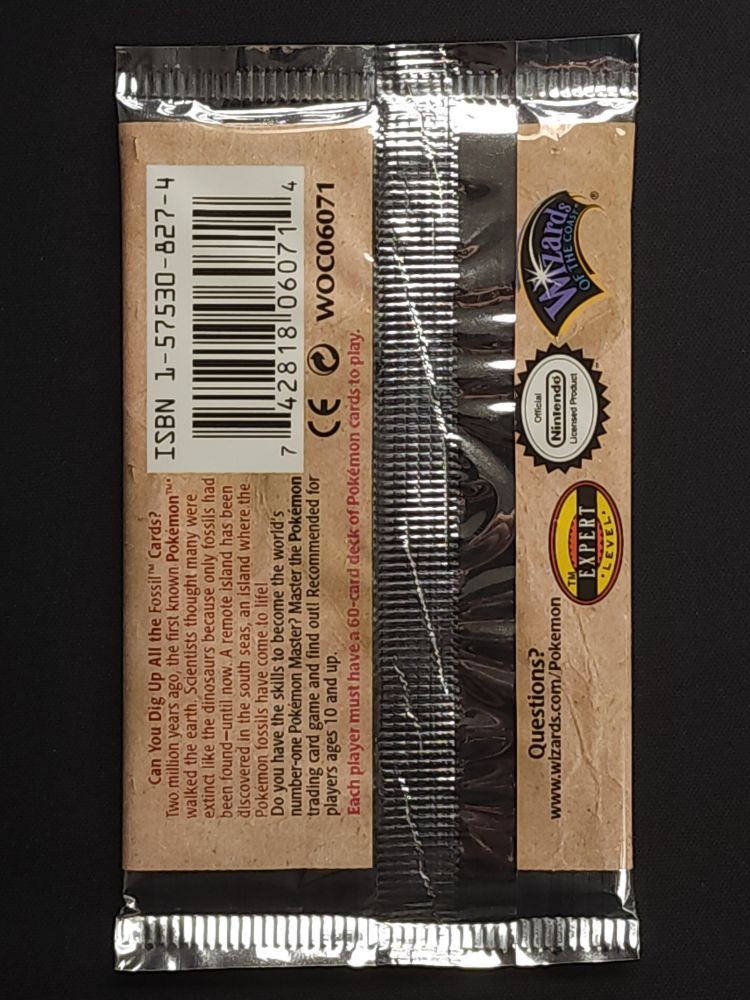 Can You Dig Up All the Fossil™ Cards?
Two million years ago, the first known Pokémon™
walked the earth. Scientists thought many were
extinct like the dinosaurs because only fossils had
been found—until now. A remote island has been
discovered in the south seas, an island where the
Pokémon fossils have come to life!
Do you have the skills to become the world's
number-one Pokémon Master? Master the Pokémon
trading card game and find out! Recommended for
players ages 10 and up.
Each player must have a 60-card deck of Pokémon cards to play.
ISBN 1-57530-827-4
7 42818 06071 4
CE WOC06071
Questions?
www.wizards.com/Pokemon
TM
EXPERT
•LEVEL•
Official
Nintendo
Licensed Product
Wizards
OF THE COAST
®